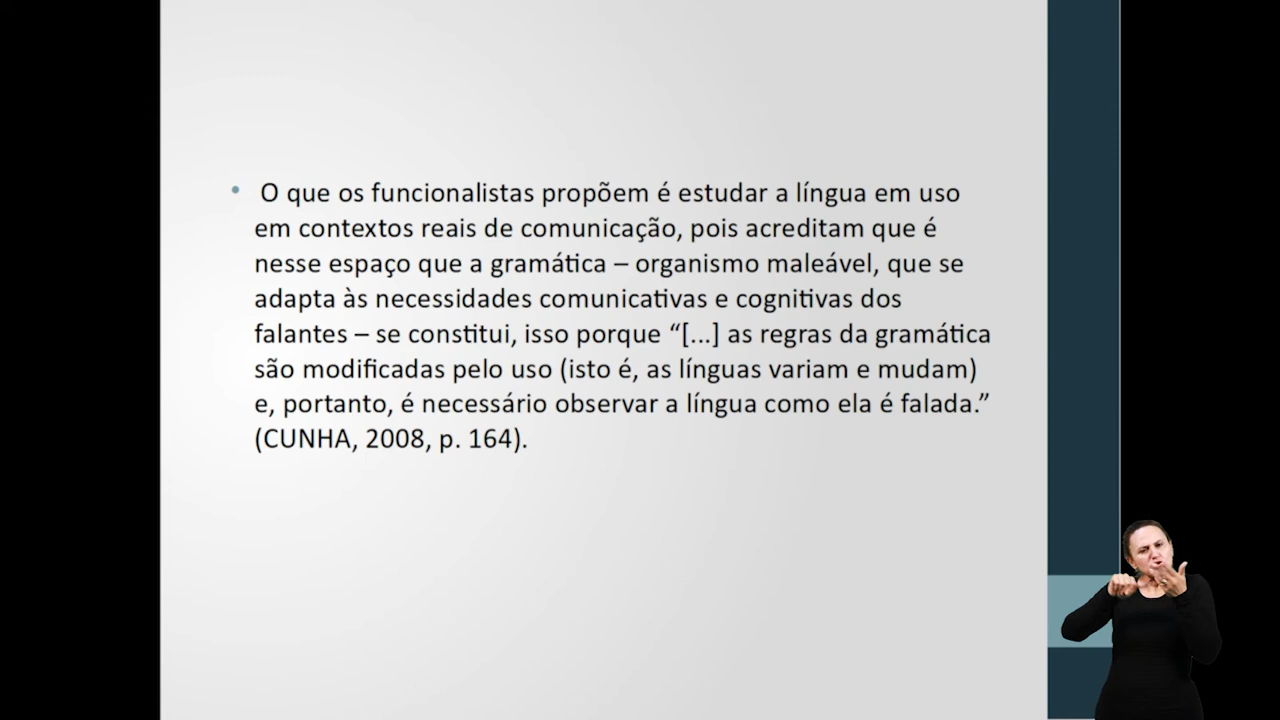 • O que os funcionalistas propõem é estudar a língua em uso
em contextos reais de comunicação, pois acreditam que é
nesse espaço que a gramática – organismo maleável, que se
adapta às necessidades comunicativas e cognitivas dos
falantes – se constitui, isso porque “[...] as regras da gramática
são modificadas pelo uso (isto é, as línguas variam e mudam)
e, portanto, é necessário observar a língua como ela é falada.”
(CUNHA, 2008, p. 164).